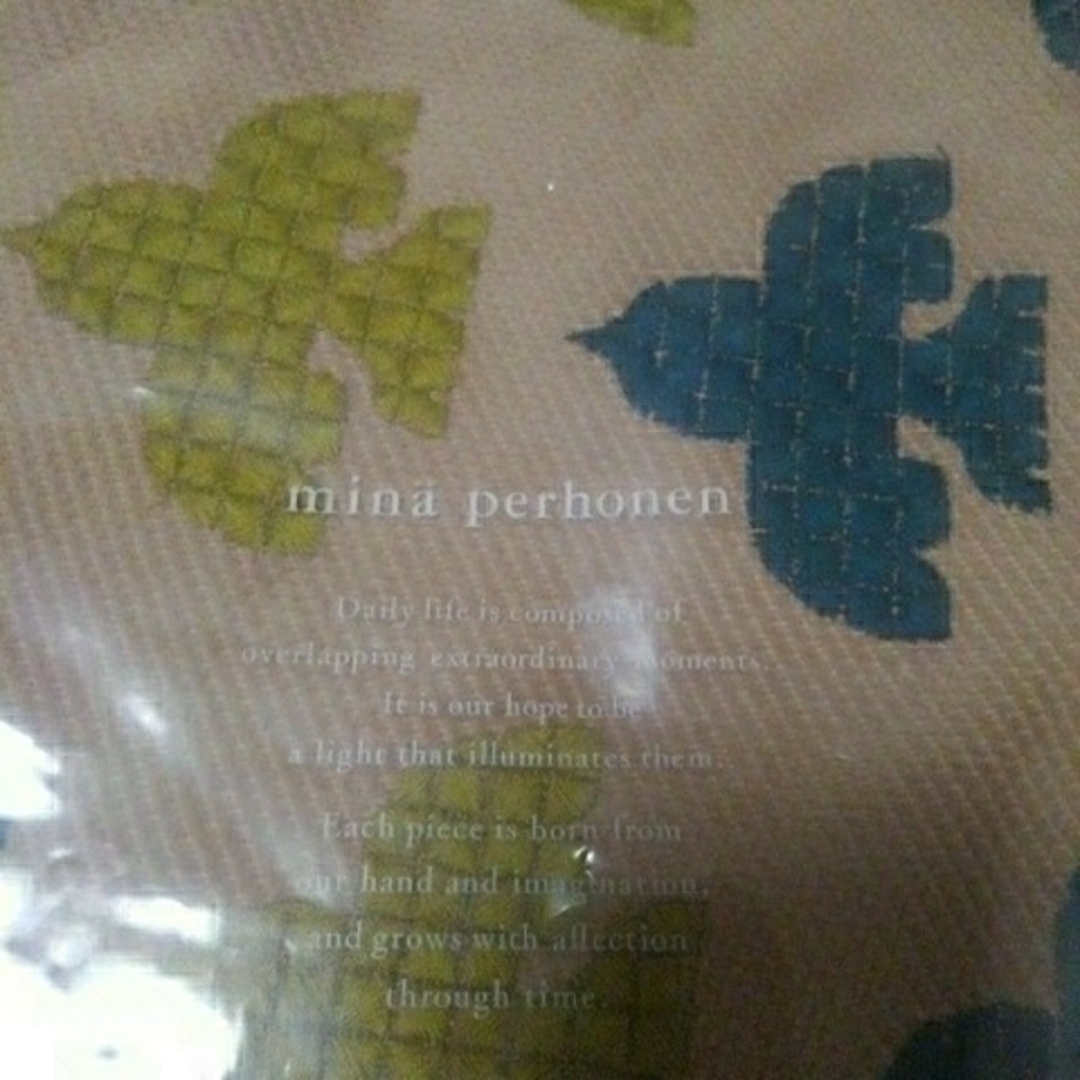 minä perhonen
Daily life is composed of
overlapping extraordinary moments.
It is our hope to be
a light that illuminates them.
Each piece is born from
our hand and imagination,
and grows with affection
through time.